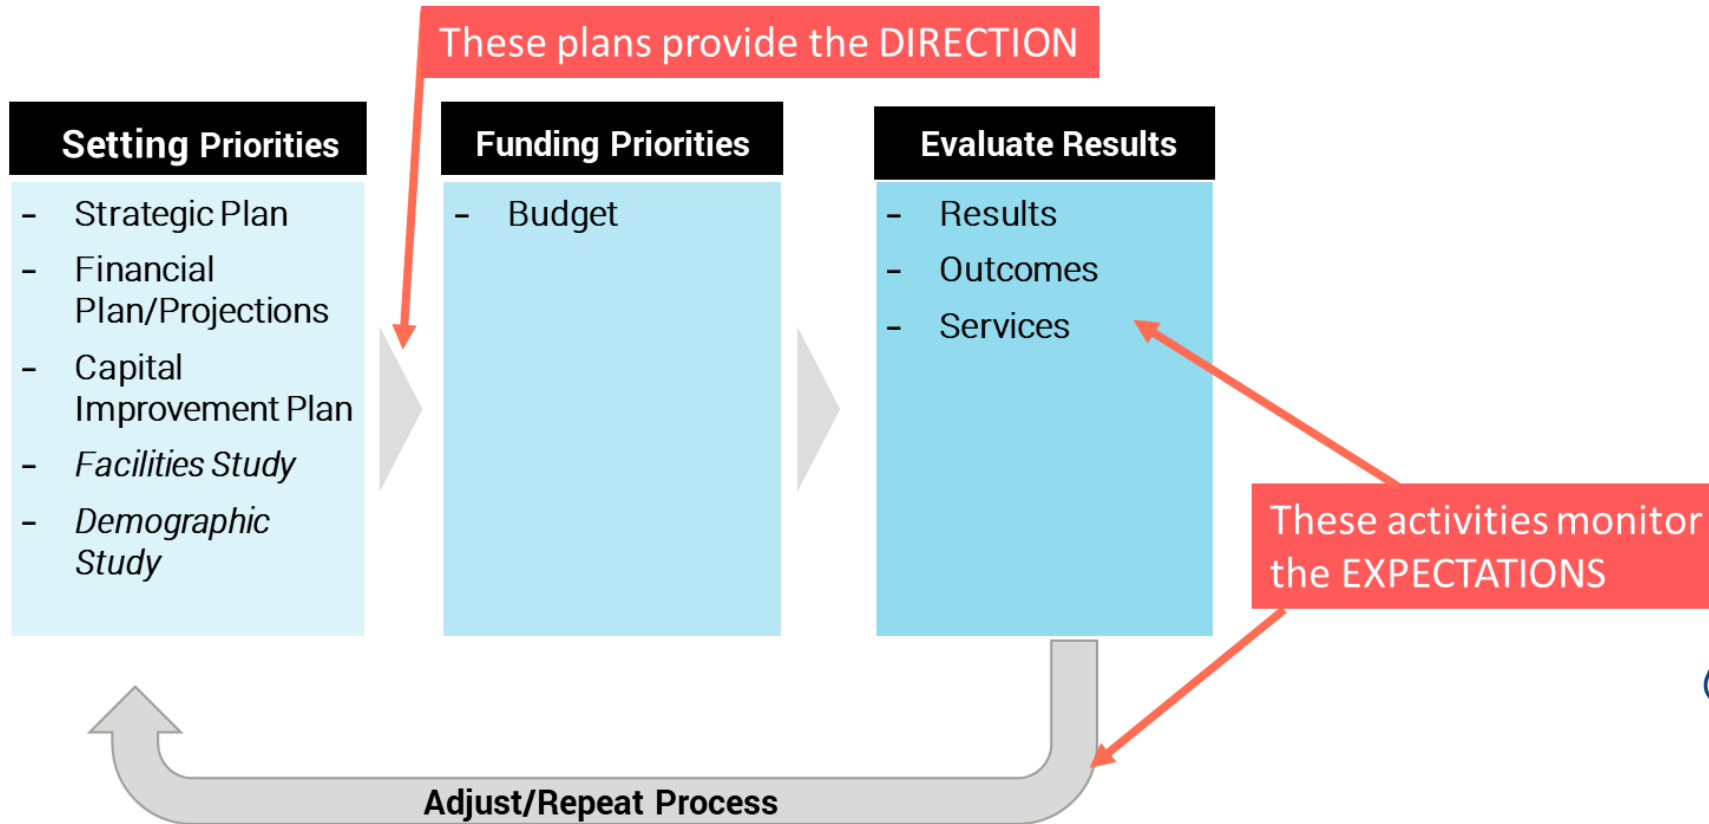 These plans provide the DIRECTION
Setting Priorities
- Strategic Plan
- Financial
Plan/Projections
- Capital
Improvement Plan
- Facilities Study
- Demographic
Study
Funding Priorities
- Budget
Evaluate Results
- Results
- Outcomes
- Services
These activities monitor
the EXPECTATIONS
Adjust/Repeat Process